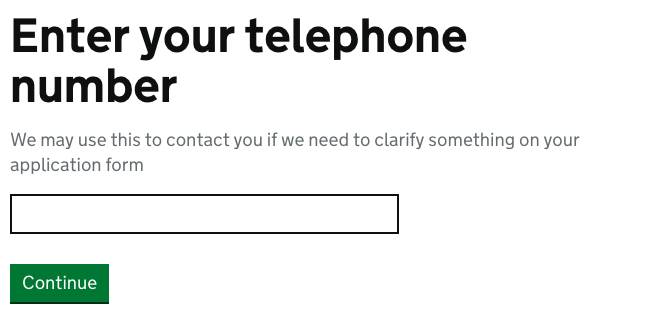 Enter your telephone
number
We may use this to contact you if we need to clarify something on your
application form
Continue